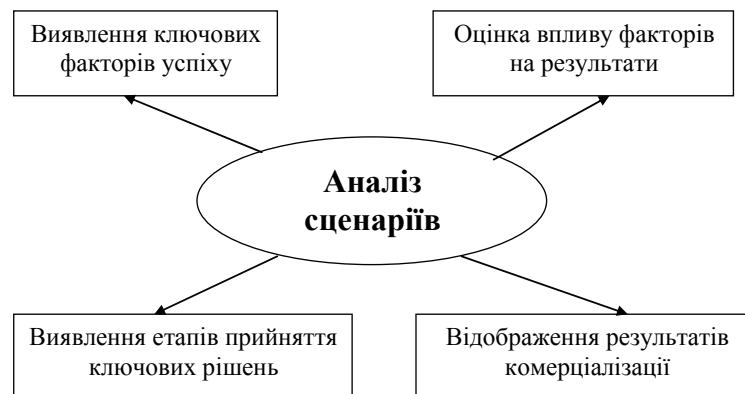 Виявлення ключових
факторів успіху
Оцінка впливу факторів
на результати
Аналіз
сценаріїв
Виявлення етапів прийняття
ключових рішень
Відображення результатів
комерціалізації